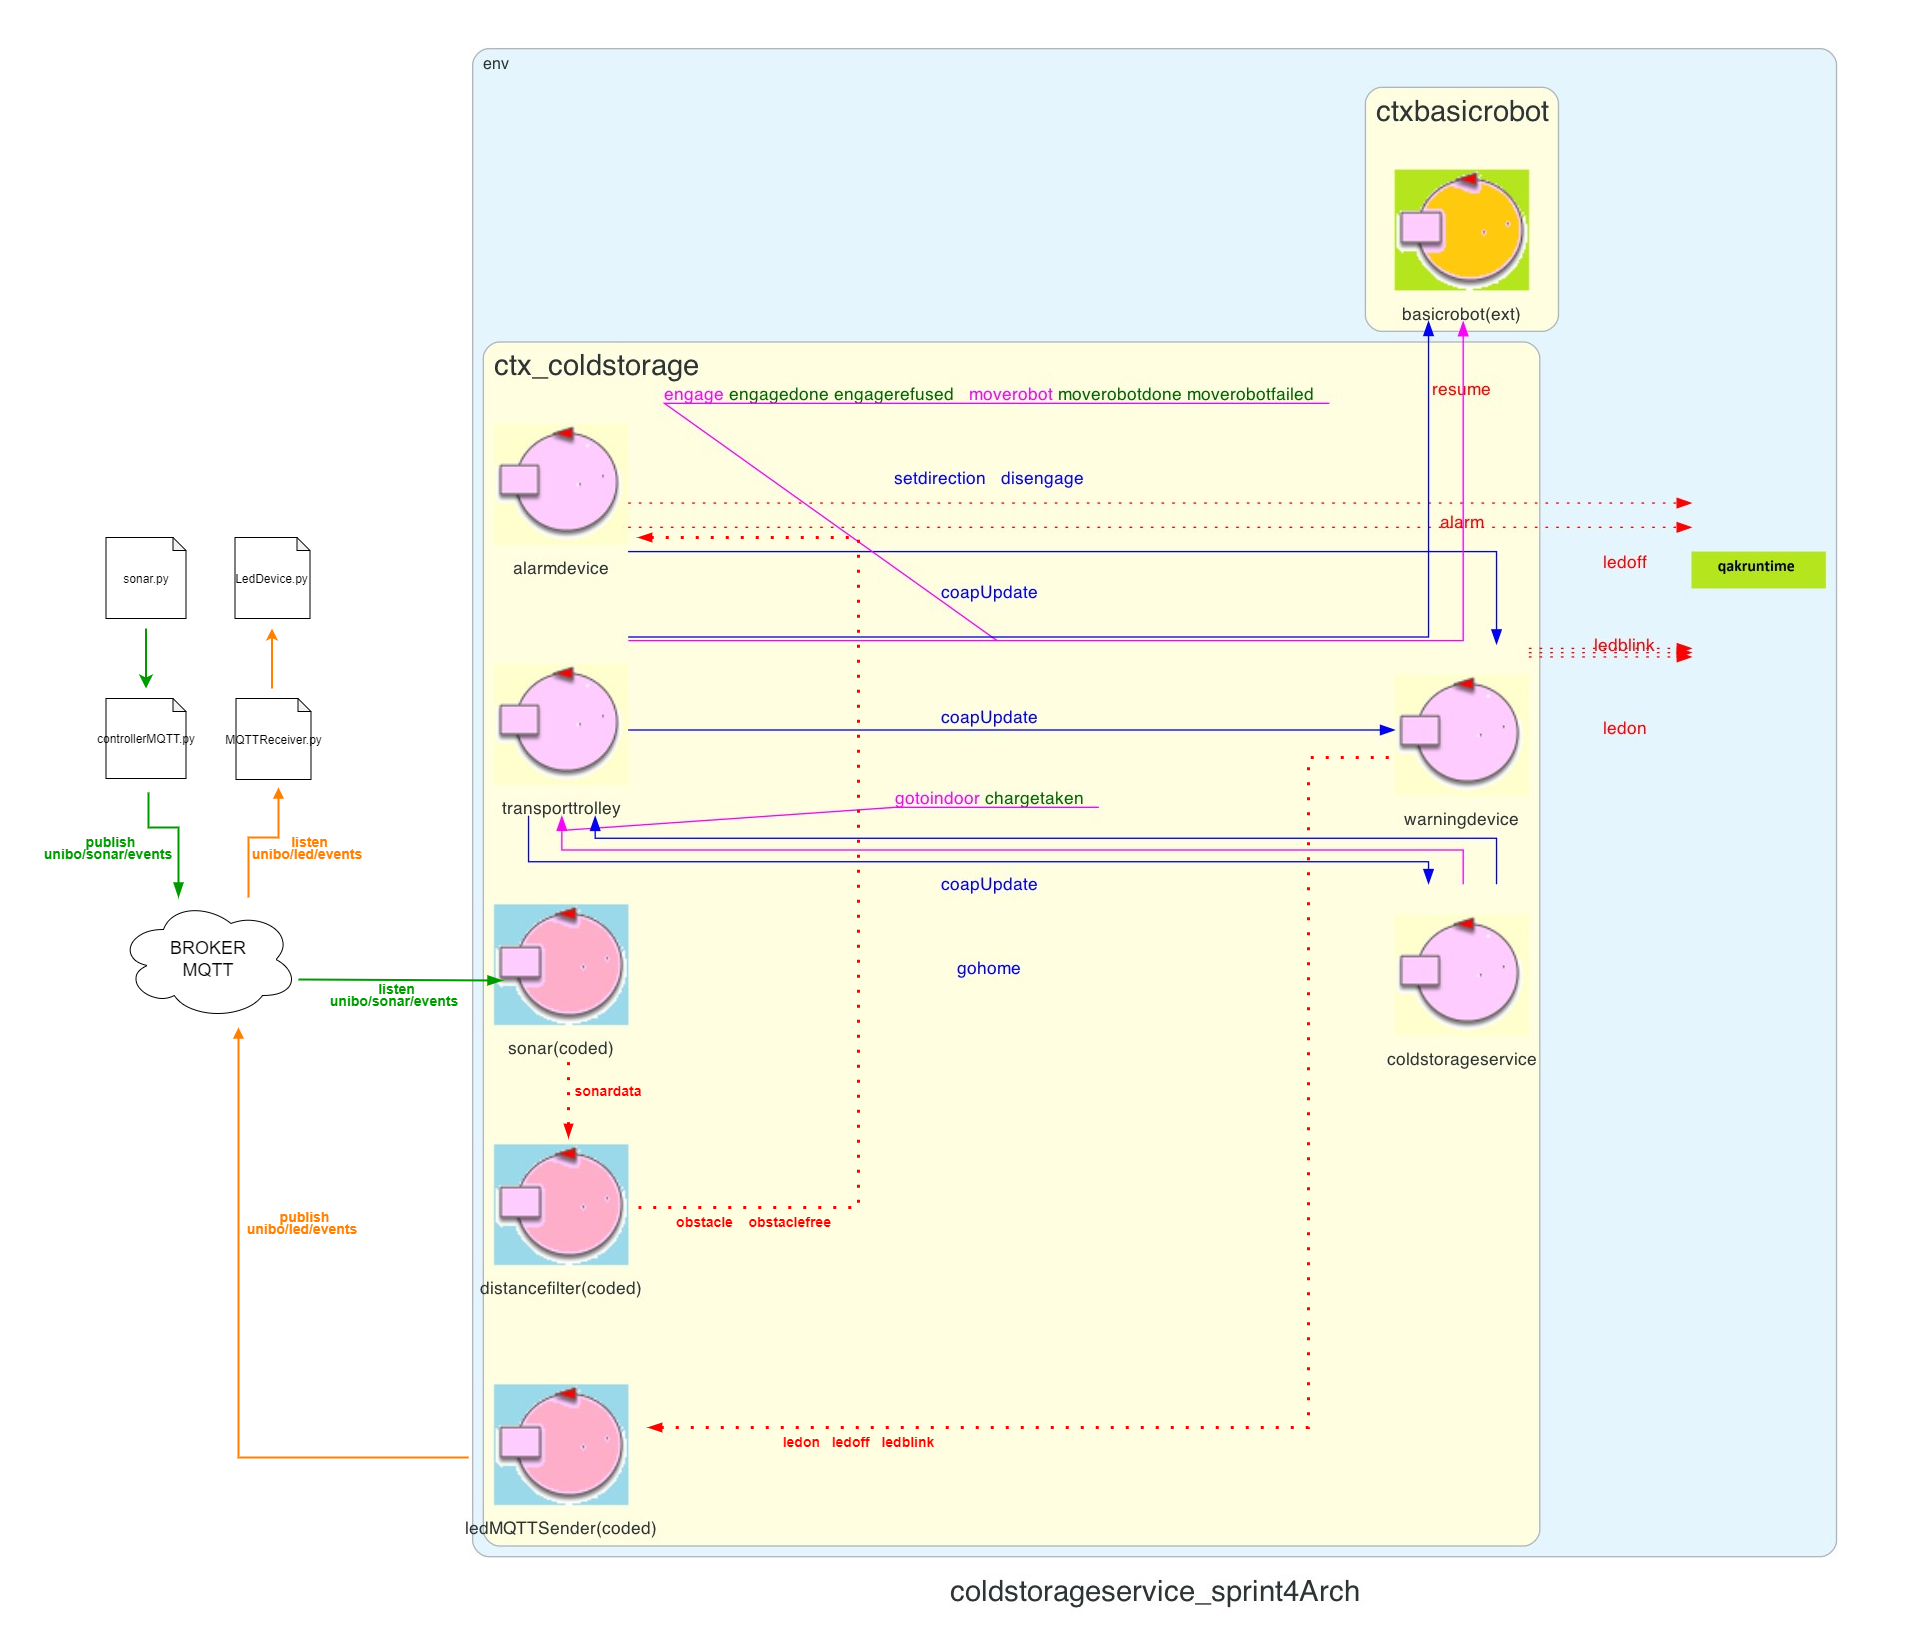 env
ctxbasicrobot
basicrobot(ext)
ctx_coldstorage
engage engagedone engagerefused moverobot moverobotdone moverobotfailed
resume
setdirection disengage
alarm
alarmdevice
ledoff
qakruntime
coapUpdate
sonar.py
LedDevice.py
ledblink
coapUpdate
ledon
controllerMQTT.py
MQTTReceiver.py
transporttrolley
gotoindoor chargetaken
warningdevice
publish
unibo/sonar/events
listen
unibo/led/events
coapUpdate
BROKER
MQTT
gohome
listen
unibo/sonar/events
sonar(coded)
coldstorageservice
sonardata
publish
unibo/led/events
obstacle obstaclefree
distancefilter(coded)
ledon ledoff ledblink
ledMQTTSender(coded)
coldstorageservice_sprint4Arch